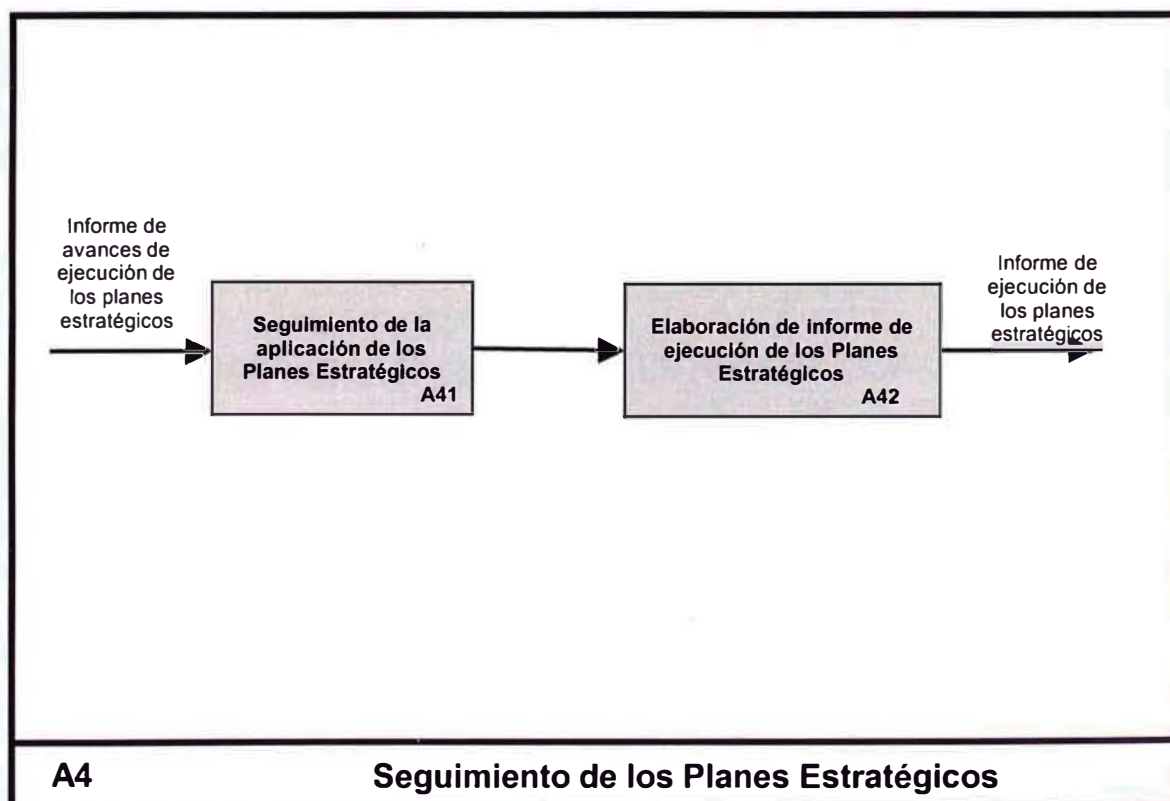 Informe de
avances de
ejecución de
los planes
estratégicos
Seguimiento de la
aplicación de los
Planes Estratégicos
A41
Elaboración de informe de
ejecución de los Planes
Estratégicos
A42
Informe de
ejecución de
los planes
estratégicos
A4 Seguimiento de los Planes Estratégicos